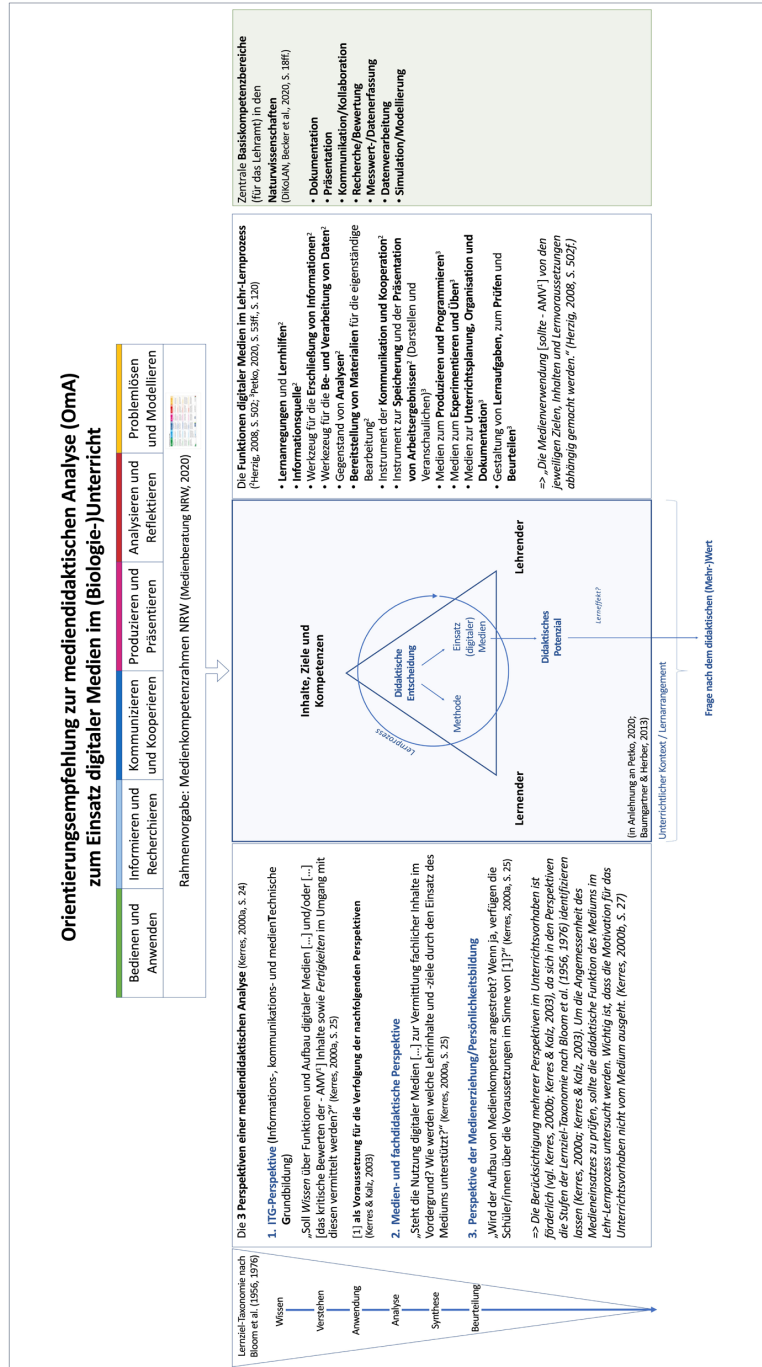 Orientierungsempfehlung zur mediendidaktischen Analyse (OmA)
zum Einsatz digitaler Medien im (Biologie-)Unterricht
Bedienen und
Anwenden
Informieren und
Recherchieren
Kommunizieren
und Kooperieren
Produzieren und
Präsentieren
Analysieren und
Reflektieren
Problemlösen
und Modellieren
Rahmenvorgabe: Medienkompetenzrahmen NRW (Medienberatung NRW, 2020)
Lernziel-Taxonomie nach
Bloom et al. (1956, 1976)
Wissen
Verstehen
Anwendung
Analyse
Synthese
Beurteilung
Die 3 Perspektiven einer mediendidaktischen Analyse (Kerres, 2000a, S. 24)
1. ITG-Perspektive (Informations-, kommunikations- und medienTechnische
Grundbildung)
„Soll Wissen über Funktionen und Aufbau digitaler Medien [...] und/oder [...]
[das kritische Bewerten der - AMV¹] Inhalte sowie Fertigkeiten im Umgang mit
diesen vermittelt werden?“ (Kerres, 2000a, S. 25)
[1] als Voraussetzung für die Verfolgung der nachfolgenden Perspektiven
(Kerres & Kalz, 2003)
2. Medien- und fachdidaktische Perspektive
„Steht die Nutzung digitaler Medien [...] zur Vermittlung fachlicher Inhalte im
Vordergrund? Wie werden welche Lehrinhalte und -ziele durch den Einsatz des
Mediums unterstützt?“ (Kerres, 2000a, S. 25)
3. Perspektive der Medienerziehung/Persönlichkeitsbildung
„Wird der Aufbau von Medienkompetenz angestrebt? Wenn ja, verfügen die
Schüler/innen über die Voraussetzungen im Sinne von [1]?“ (Kerres, 2000a, S. 25)
=> Die Berücksichtigung mehrerer Perspektiven im Unterrichtsvorhaben ist
förderlich (vgl. Kerres, 2000b; Kerres & Kalz, 2003), da sich in den Perspektiven
die Stufen der Lernziel-Taxonomie nach Bloom et al. (1956, 1976) identifizieren
lassen (Kerres, 2000a; Kerres & Kalz, 2003). Um die Angemessenheit des
Medieneinsatzes zu prüfen, sollte die didaktische Funktion des Mediums im
Lehr-Lernprozess untersucht werden. Wichtig ist, dass die Motivation für das
Unterrichtsvorhaben nicht vom Medium ausgeht. (Kerres, 2000b, S. 27)
Inhalte, Ziele und
Kompetenzen
Lernprozess
Didaktische
Entscheidung
Methode
Einsatz
(digitaler)
Medien
Lernender
Lehrender
Didaktisches
Potenzial
Lerneffekt?
(in Anlehnung an Petko, 2020;
Baumgartner & Herber, 2013)
Unterrichtlicher Kontext / Lernarrangement
Frage nach dem didaktischen (Mehr-)Wert
Die Funktionen digitaler Medien im Lehr-Lernprozess
(²Herzig, 2008, S. 502; ³Petko, 2020, S. 53ff., S. 120)
• Lernanregungen und Lernhilfen²
• Informationsquelle²
• Werkzeug für die Erschließung von Informationen²
• Werkezeug für die Be- und Verarbeitung von Daten²
• Gegenstand von Analysen²
• Bereitstellung von Materialien für die eigenständige
Bearbeitung²
• Instrument der Kommunikation und Kooperation²
• Instrument zur Speicherung und der Präsentation
von Arbeitsergebnissen² (Darstellen und
Veranschaulichen)³
• Medien zum Produzieren und Programmieren³
• Medien zum Experimentieren und Üben³
• Medien zur Unterrichtsplanung, Organisation und
Dokumentation³
• Gestaltung von Lernaufgaben, zum Prüfen und
Beurteilen³
=> „Die Medienverwendung [sollte - AMV¹] von den
jeweiligen Zielen, Inhalten und Lernvoraussetzungen
abhängig gemacht werden.“ (Herzig, 2008, S. 502f.)
Zentrale Basiskompetenzbereiche
(für das Lehramt) in den
Naturwissenschaften
(DiKoLAN, Becker et al., 2020, S. 18ff.)
• Dokumentation
• Präsentation
• Kommunikation/Kollaboration
• Recherche/Bewertung
• Messwert-/Datenerfassung
• Datenverarbeitung
• Simulation/Modellierung